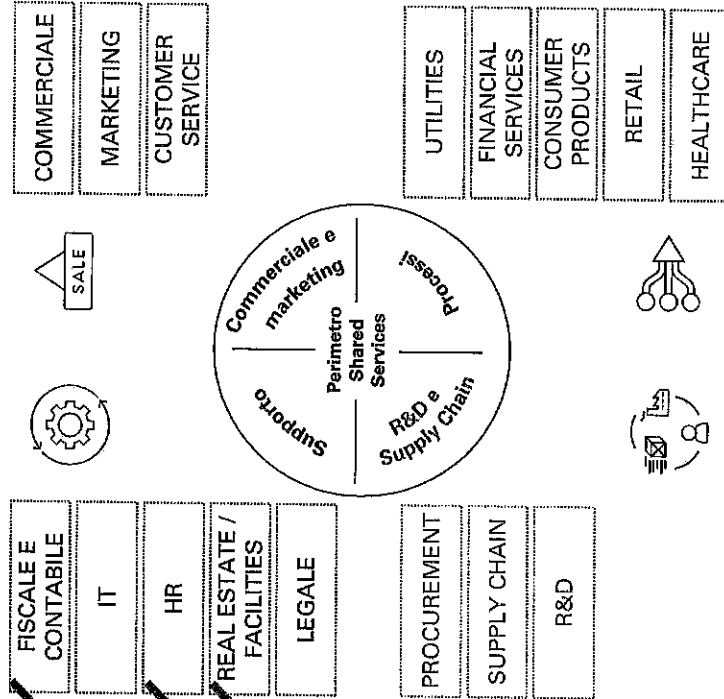 FISCALE E
CONTABILE
IT
HR
REAL ESTATE /
FACILITIES
LEGALE
SALE
COMMERCIALE
MARKETING
CUSTOMER
SERVICE
Supporto
Commerciale e
marketing
Perimetro
Shared
Services
R&D e
Supply Chain
Processi
PROCUREMENT
SUPPLY CHAIN
R&D
UTILITIES
FINANCIAL
SERVICES
CONSUMER
PRODUCTS
RETAIL
HEALTHCARE